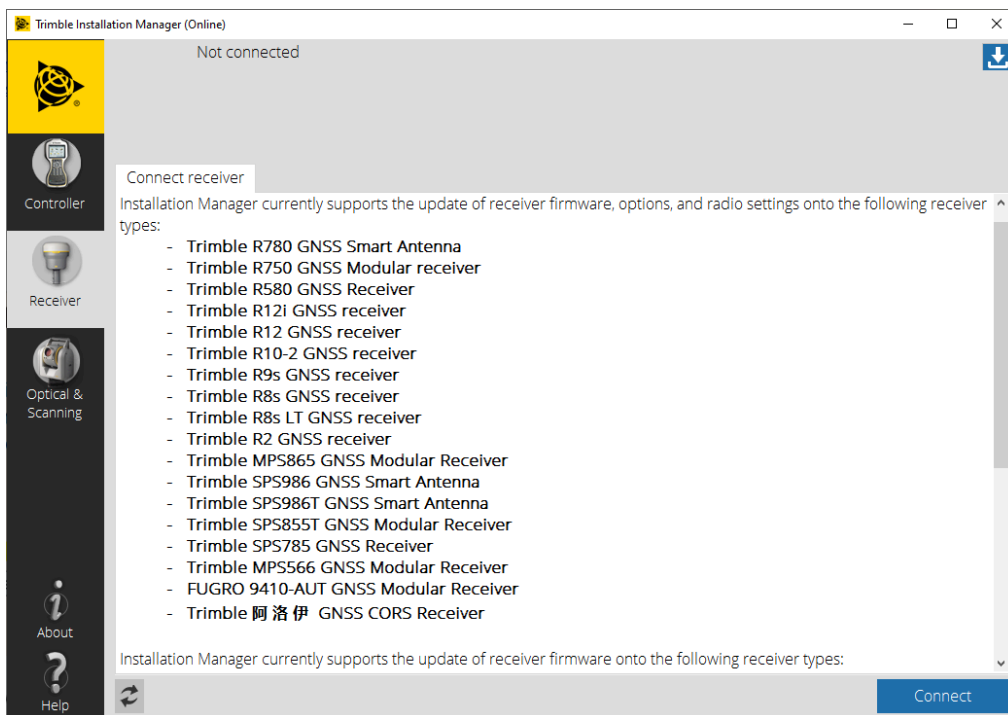 Trimble Installation Manager (Online)
Not connected
Controller
Receiver
Optical &
Scanning
About
Help
Connect receiver
Installation Manager currently supports the update of receiver firmware, options, and radio settings onto the following receiver
types:
- Trimble R780 GNSS Smart Antenna
- Trimble R750 GNSS Modular receiver
- Trimble R580 GNSS Receiver
- Trimble R12i GNSS receiver
- Trimble R12 GNSS receiver
- Trimble R10-2 GNSS receiver
- Trimble R9s GNSS receiver
- Trimble R8s GNSS receiver
- Trimble R8s LT GNSS receiver
- Trimble R2 GNSS receiver
- Trimble MPS865 GNSS Modular Receiver
- Trimble SPS986 GNSS Smart Antenna
- Trimble SPS986T GNSS Smart Antenna
- Trimble SPS855T GNSS Modular Receiver
- Trimble SPS785 GNSS Receiver
- Trimble MPS566 GNSS Modular Receiver
- FUGRO 9410-AUT GNSS Modular Receiver
- Trimble 阿洛伊 GNSS CORS Receiver
Installation Manager currently supports the update of receiver firmware onto the following receiver types:
Connect